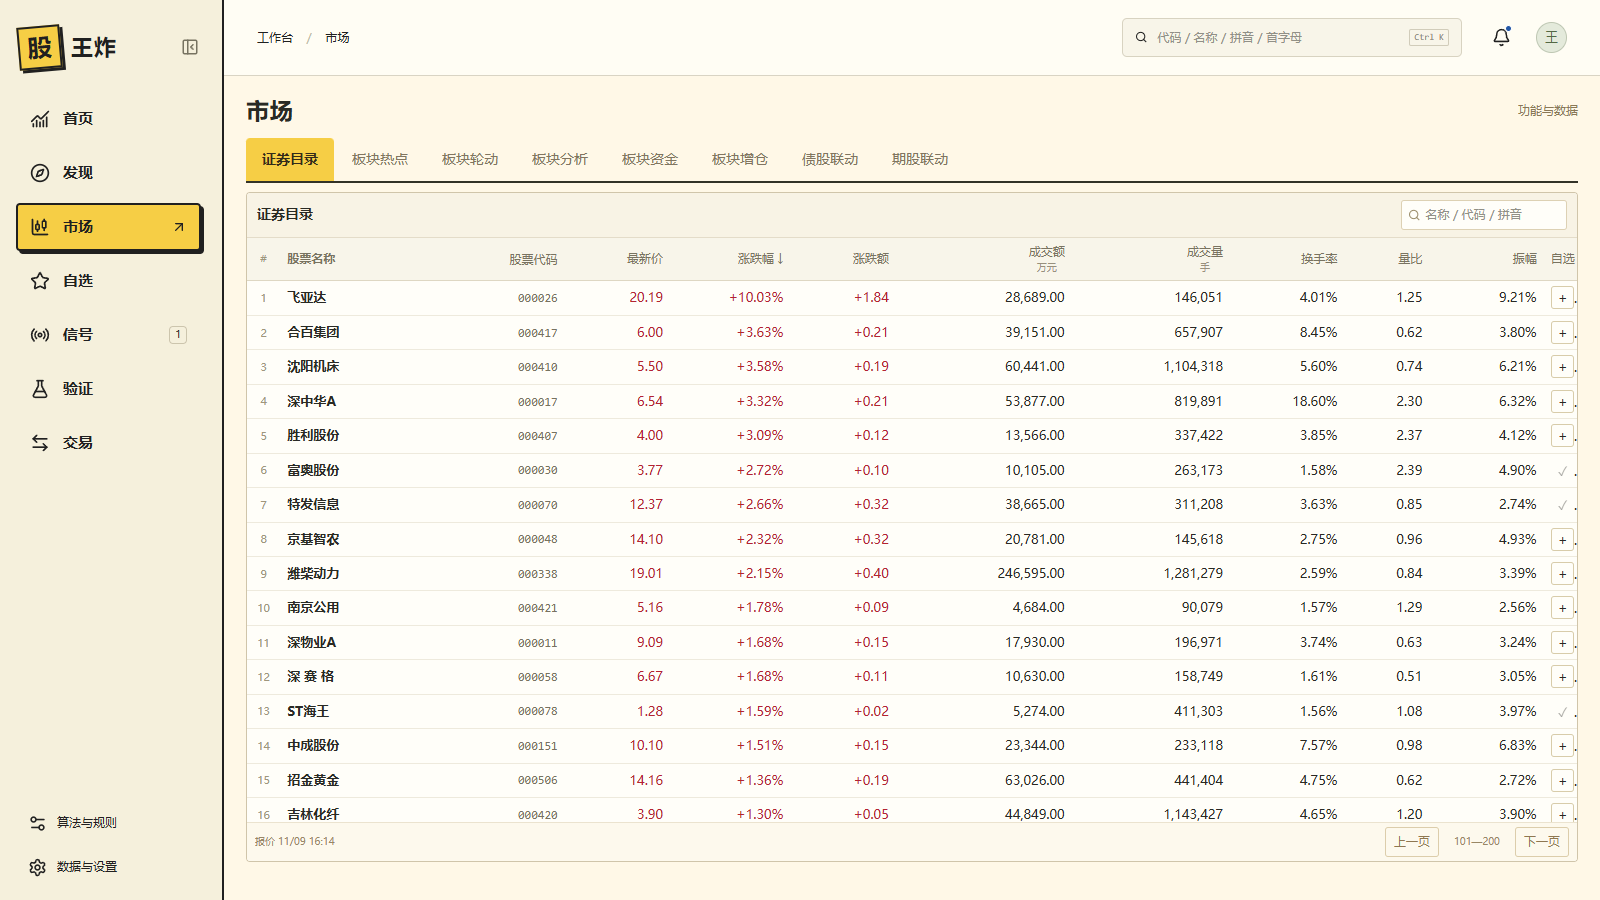 股 王炸
首页
发现
市场
自选
信号 1
验证
交易
算法与规则
数据与设置
工作台 / 市场
代码 / 名称 / 拼音 / 首字母 Ctrl K
王
市场
功能与数据
证券目录 板块热点 板块轮动 板块分析 板块资金 板块增仓 债股联动 期股联动
证券目录
名称 / 代码 / 拼音
# 股票名称 股票代码 最新价 涨跌幅↓ 涨跌额 成交额 万元 成交量 手 换手率 量比 振幅 自选
1 飞亚达 000026 20.19 +10.03% +1.84 28,689.00 146,051 4.01% 1.25 9.21% +
2 合百集团 000417 6.00 +3.63% +0.21 39,151.00 657,907 8.45% 0.62 3.80% +
3 沈阳机床 000410 5.50 +3.58% +0.19 60,441.00 1,104,318 5.60% 0.74 6.21% +
4 深中华A 000017 6.54 +3.32% +0.21 53,877.00 819,891 18.60% 2.30 6.32% +
5 胜利股份 000407 4.00 +3.09% +0.12 13,566.00 337,422 3.85% 2.37 4.12% +
6 富奥股份 000030 3.77 +2.72% +0.10 10,105.00 263,173 1.58% 2.39 4.90% ✓
7 特发信息 000070 12.37 +2.66% +0.32 38,665.00 311,208 3.63% 0.85 2.74% ✓
8 京基智农 000048 14.10 +2.32% +0.32 20,781.00 145,618 2.75% 0.96 4.93% +
9 潍柴动力 000338 19.01 +2.15% +0.40 246,595.00 1,281,279 2.59% 0.84 3.39% +
10 南京公用 000421 5.16 +1.78% +0.09 4,684.00 90,079 1.57% 1.29 2.56% +
11 深物业A 000011 9.09 +1.68% +0.15 17,930.00 196,971 3.74% 0.63 3.24% +
12 深 赛 格 000058 6.67 +1.68% +0.11 10,630.00 158,749 1.61% 0.51 3.05% +
13 ST海王 000078 1.28 +1.59% +0.02 5,274.00 411,303 1.56% 1.08 3.97% ✓
14 中成股份 000151 10.10 +1.51% +0.15 23,344.00 233,118 7.57% 0.98 6.83% +
15 招金黄金 000506 14.16 +1.36% +0.19 63,026.00 441,404 4.75% 0.62 2.72% +
16 吉林化纤 000420 3.90 +1.30% +0.05 44,849.00 1,143,427 4.65% 1.20 3.90% +
报价 11/09 16:14
上一页 101—200 下一页